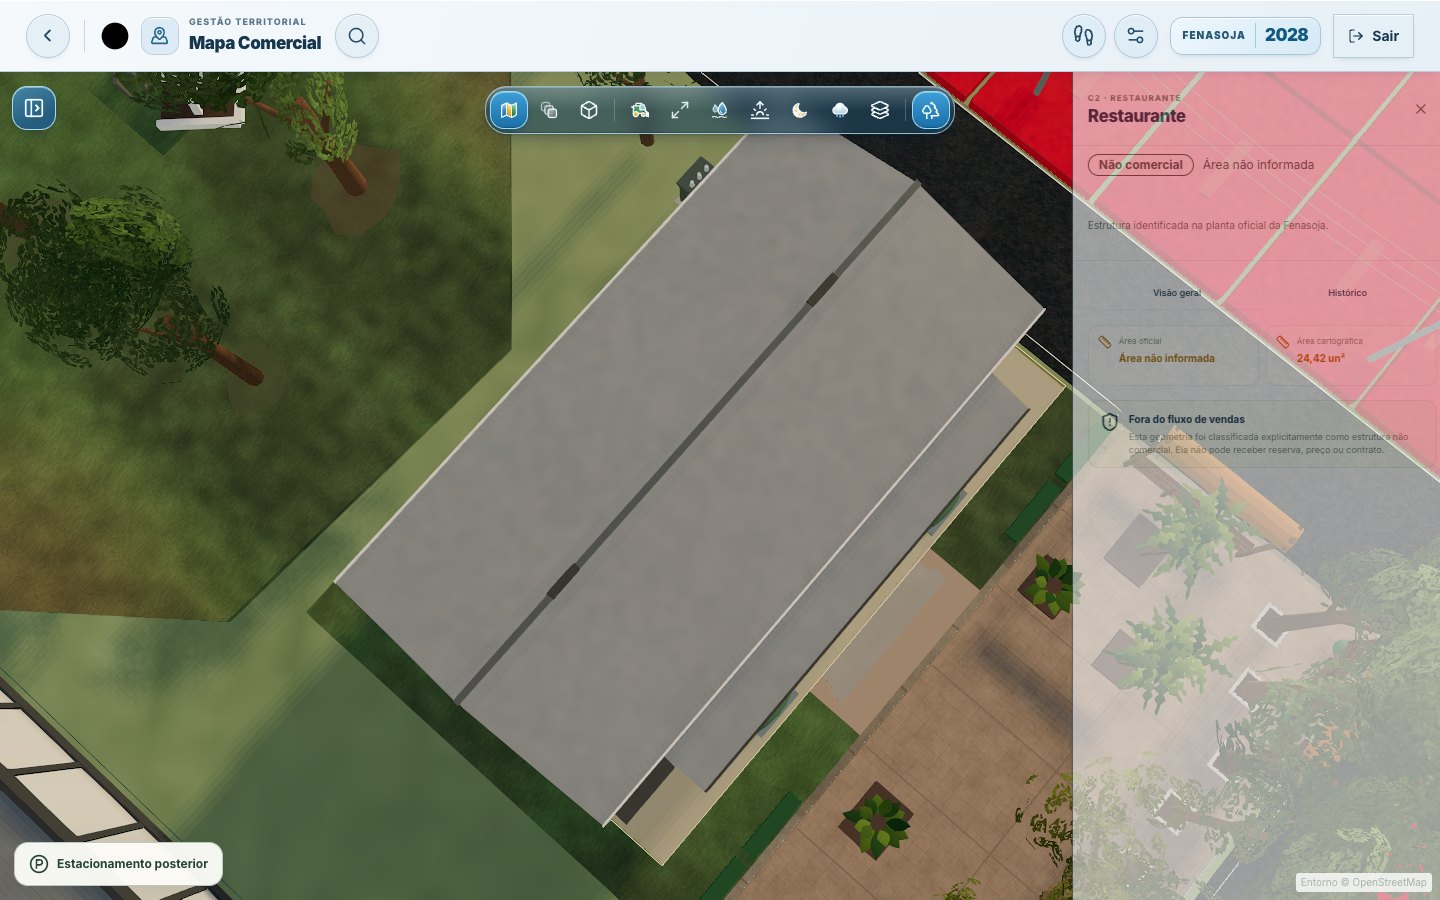 GESTÃO TERRITORIAL
Mapa Comercial
FENASOJA 2028
Sair
C2 · RESTAURANTE
Restaurante
Não comercial Área não informada
Estrutura identificada na planta oficial da Fenasoja.
Visão geral Histórico
Área oficial
Área não informada
Área cartográfica
24,42 un²
Fora do fluxo de vendas
Esta geometria foi classificada explicitamente como estrutura não
comercial. Ela não pode receber reserva, preço ou contrato.
Estacionamento posterior
Entorno © OpenStreetMap